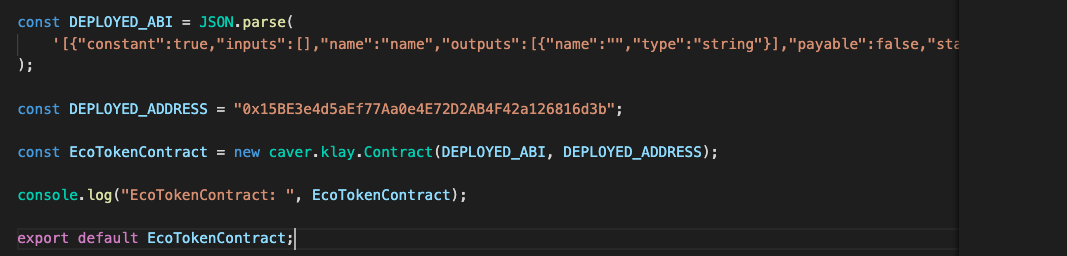 const DEPLOYED_ABI = JSON.parse(
'[{"constant":true,"inputs":[],"name":"name","outputs":[{"name":"","type":"string"}],"payable":false,"sta
);
const DEPLOYED_ADDRESS = "0x15BE3e4d5aEf77Aa0e4E72D2AB4F42a126816d3b";
const EcoTokenContract = new caver.klay.Contract(DEPLOYED_ABI, DEPLOYED_ADDRESS);
console.log("EcoTokenContract: ", EcoTokenContract);
export default EcoTokenContract;